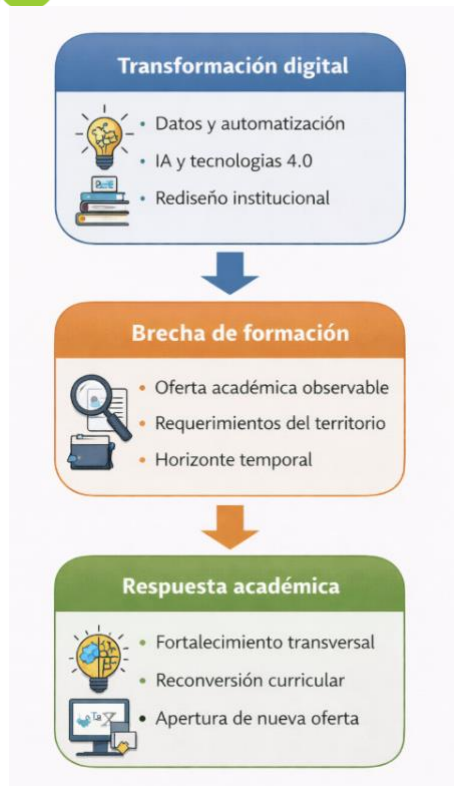 Transformación digital
• Datos y automatización
• IA y tecnologias 4.0
• Rediseño institucional
Brecha de formación
• Oferta académica observable
• Requerimientos del territorio
• Horizonte temporal
Respuesta académica
• Fortalecimiento transversal
• Reconversión curricular
• Apertura de nueva oferta